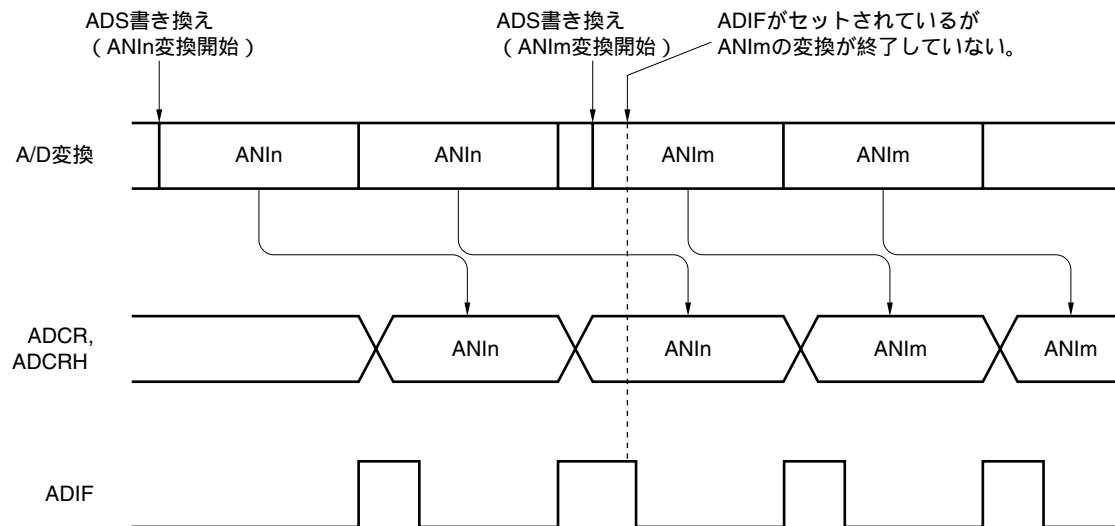 ADS書き換え
（ANIn変換開始）
ADS書き換え
（ANIm変換開始）
ADIFがセットされているが
ANImの変換が終了していない。
A/D変換
ANIn
ANIn
ANIm
ANIm
ADCR,
ADCRH
ANIn
ANIn
ANIm
ANIm
ADIF